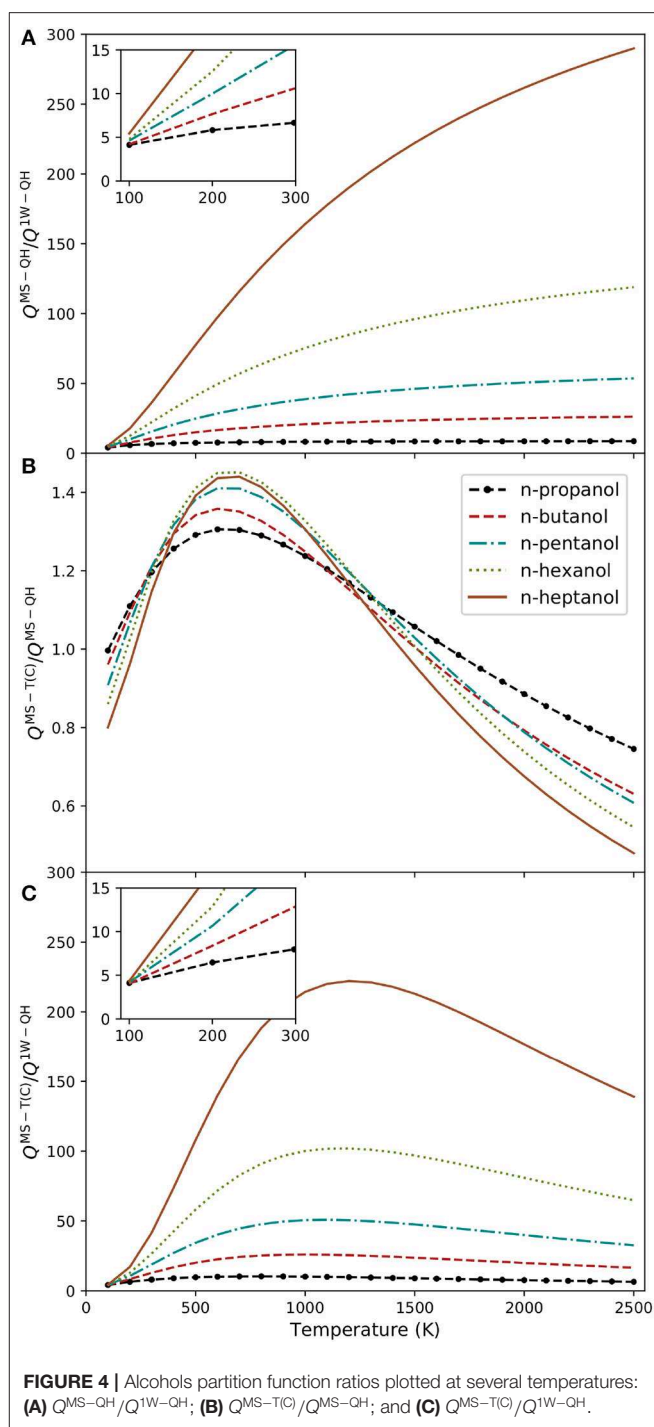 A
300
250
200
150
100
50
0
Q^MS−QH/Q^1W−QH
15
10
5
0
100 200 300
B
1.4
1.2
1.0
0.8
0.6
Q^MS−T(C)/Q^MS−QH
n-propanol
n-butanol
n-pentanol
n-hexanol
n-heptanol
C
300
250
200
150
100
50
0
Q^MS−T(C)/Q^1W−QH
15
10
5
0
100 200 300
0 500 1000 1500 2000 2500
Temperature (K)
FIGURE 4 | Alcohols partition function ratios plotted at several temperatures:
(A) Q^MS−QH/Q^1W−QH; (B) Q^MS−T(C)/Q^MS−QH; and (C) Q^MS−T(C)/Q^1W−QH.